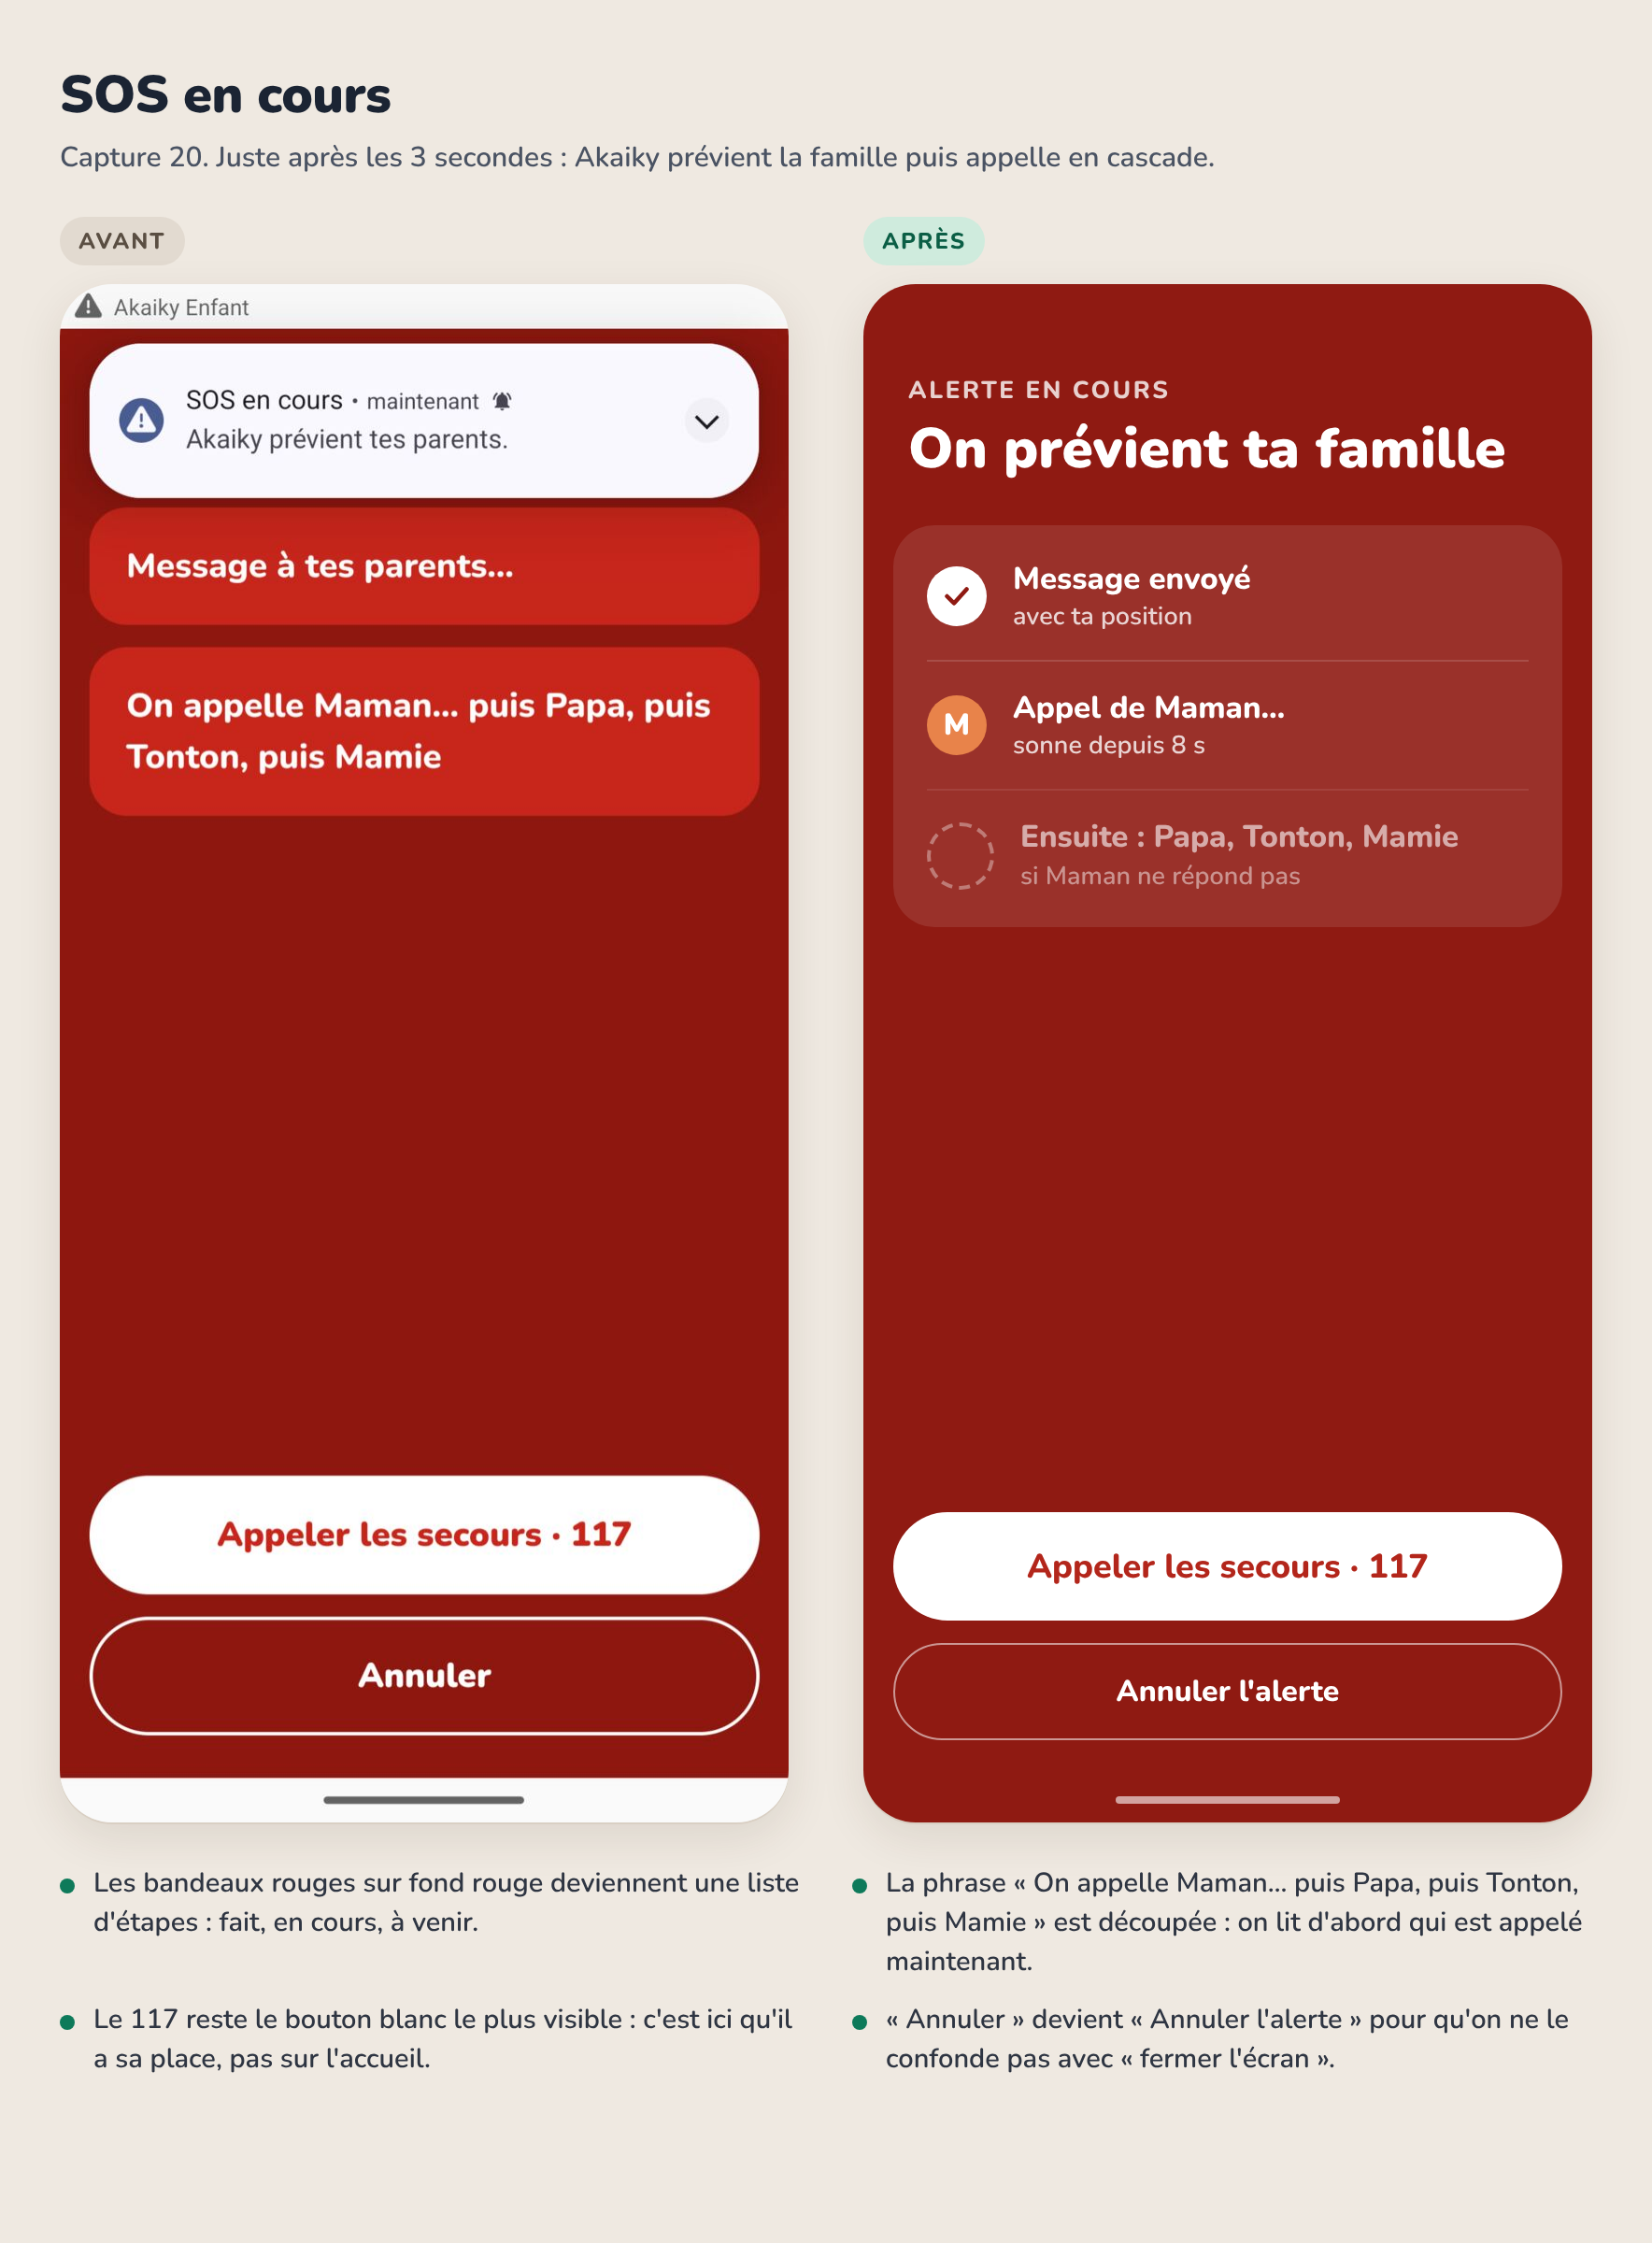 SOS en cours
Capture 20. Juste après les 3 secondes : Akaiky prévient la famille puis appelle en cascade.
AVANT
Akaiky Enfant
SOS en cours • maintenant
Akaiky prévient tes parents.
Message à tes parents...
On appelle Maman... puis Papa, puis
Tonton, puis Mamie
Appeler les secours · 117
Annuler
APRÈS
ALERTE EN COURS
On prévient ta famille
Message envoyé
avec ta position
M
Appel de Maman...
sonne depuis 8 s
Ensuite : Papa, Tonton, Mamie
si Maman ne répond pas
Appeler les secours · 117
Annuler l'alerte
Les bandeaux rouges sur fond rouge deviennent une liste
d'étapes : fait, en cours, à venir.
La phrase « On appelle Maman... puis Papa, puis Tonton,
puis Mamie » est découpée : on lit d'abord qui est appelé
maintenant.
Le 117 reste le bouton blanc le plus visible : c'est ici qu'il
a sa place, pas sur l'accueil.
« Annuler » devient « Annuler l'alerte » pour qu'on ne le
confonde pas avec « fermer l'écran ».